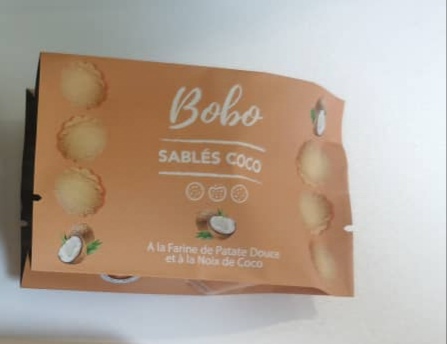 Bobo
SABLÉS COCO
A la Farine de Patate Douce
et à la Noix de Coco